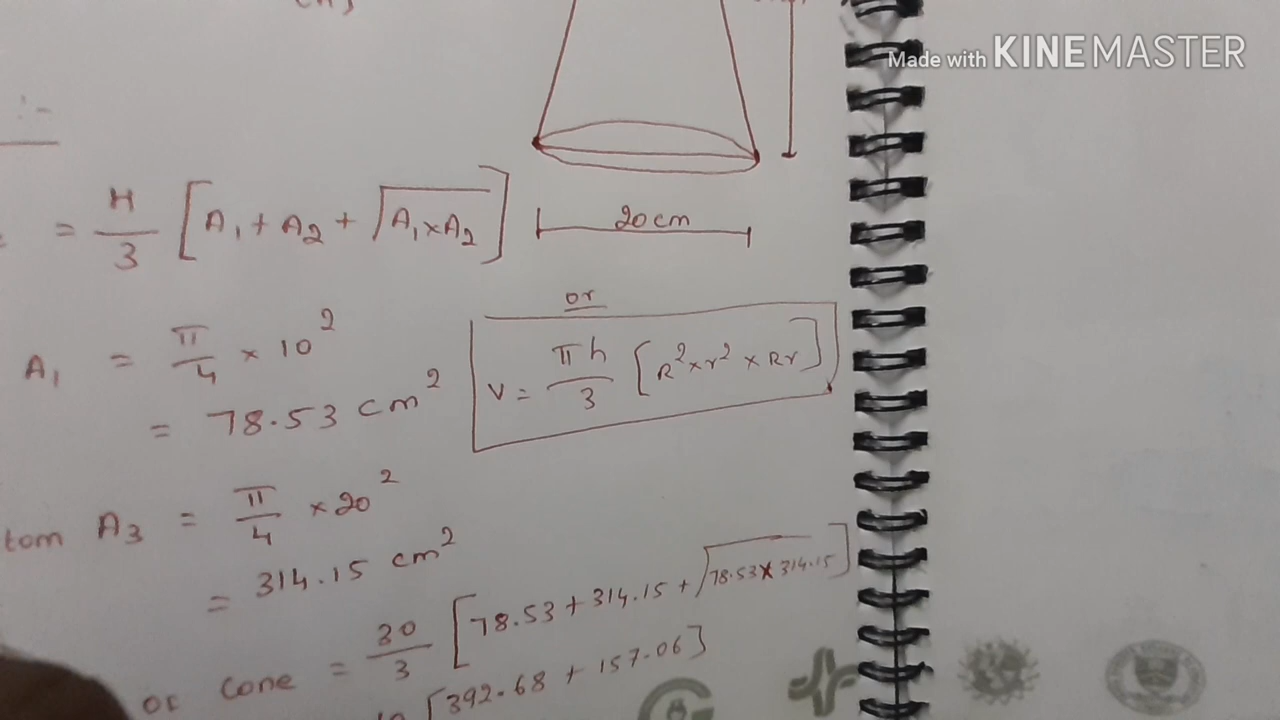 Made with KINEMASTER
= H/3 [A₁ + A₂ + √(A₁ × A₂)]
20 cm
or
A₁ = π/4 × 10²
V = πh/3 [R² × r² × Rr]
= 78.53 cm²
tom A₃ = π/4 × 20²
= 314.15 cm²
of cone = 30/3 [78.53 + 314.15 + √(78.53 × 314.15)]
[392.68 + 157.06]